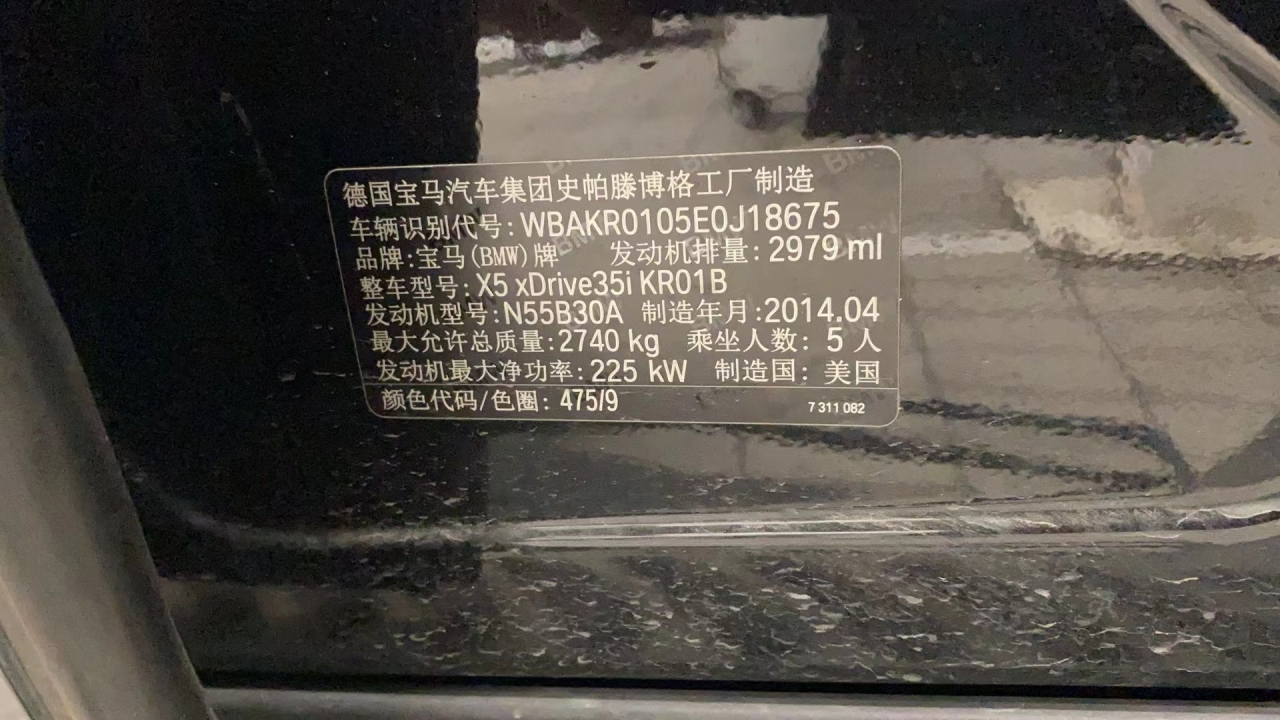 德国宝马汽车集团史帕滕博格工厂制造
车辆识别代号: WBAKR0105E0J18675
品牌:宝马(BMW)牌 发动机排量: 2979 ml
整车型号: X5 xDrive35i KR01B
发动机型号:N55B30A 制造年月:2014.04
最大允许总质量:2740 kg 乘坐人数: 5 人
发动机最大净功率: 225 kW 制造国: 美国
颜色代码/色圈: 475/9 7 311 082